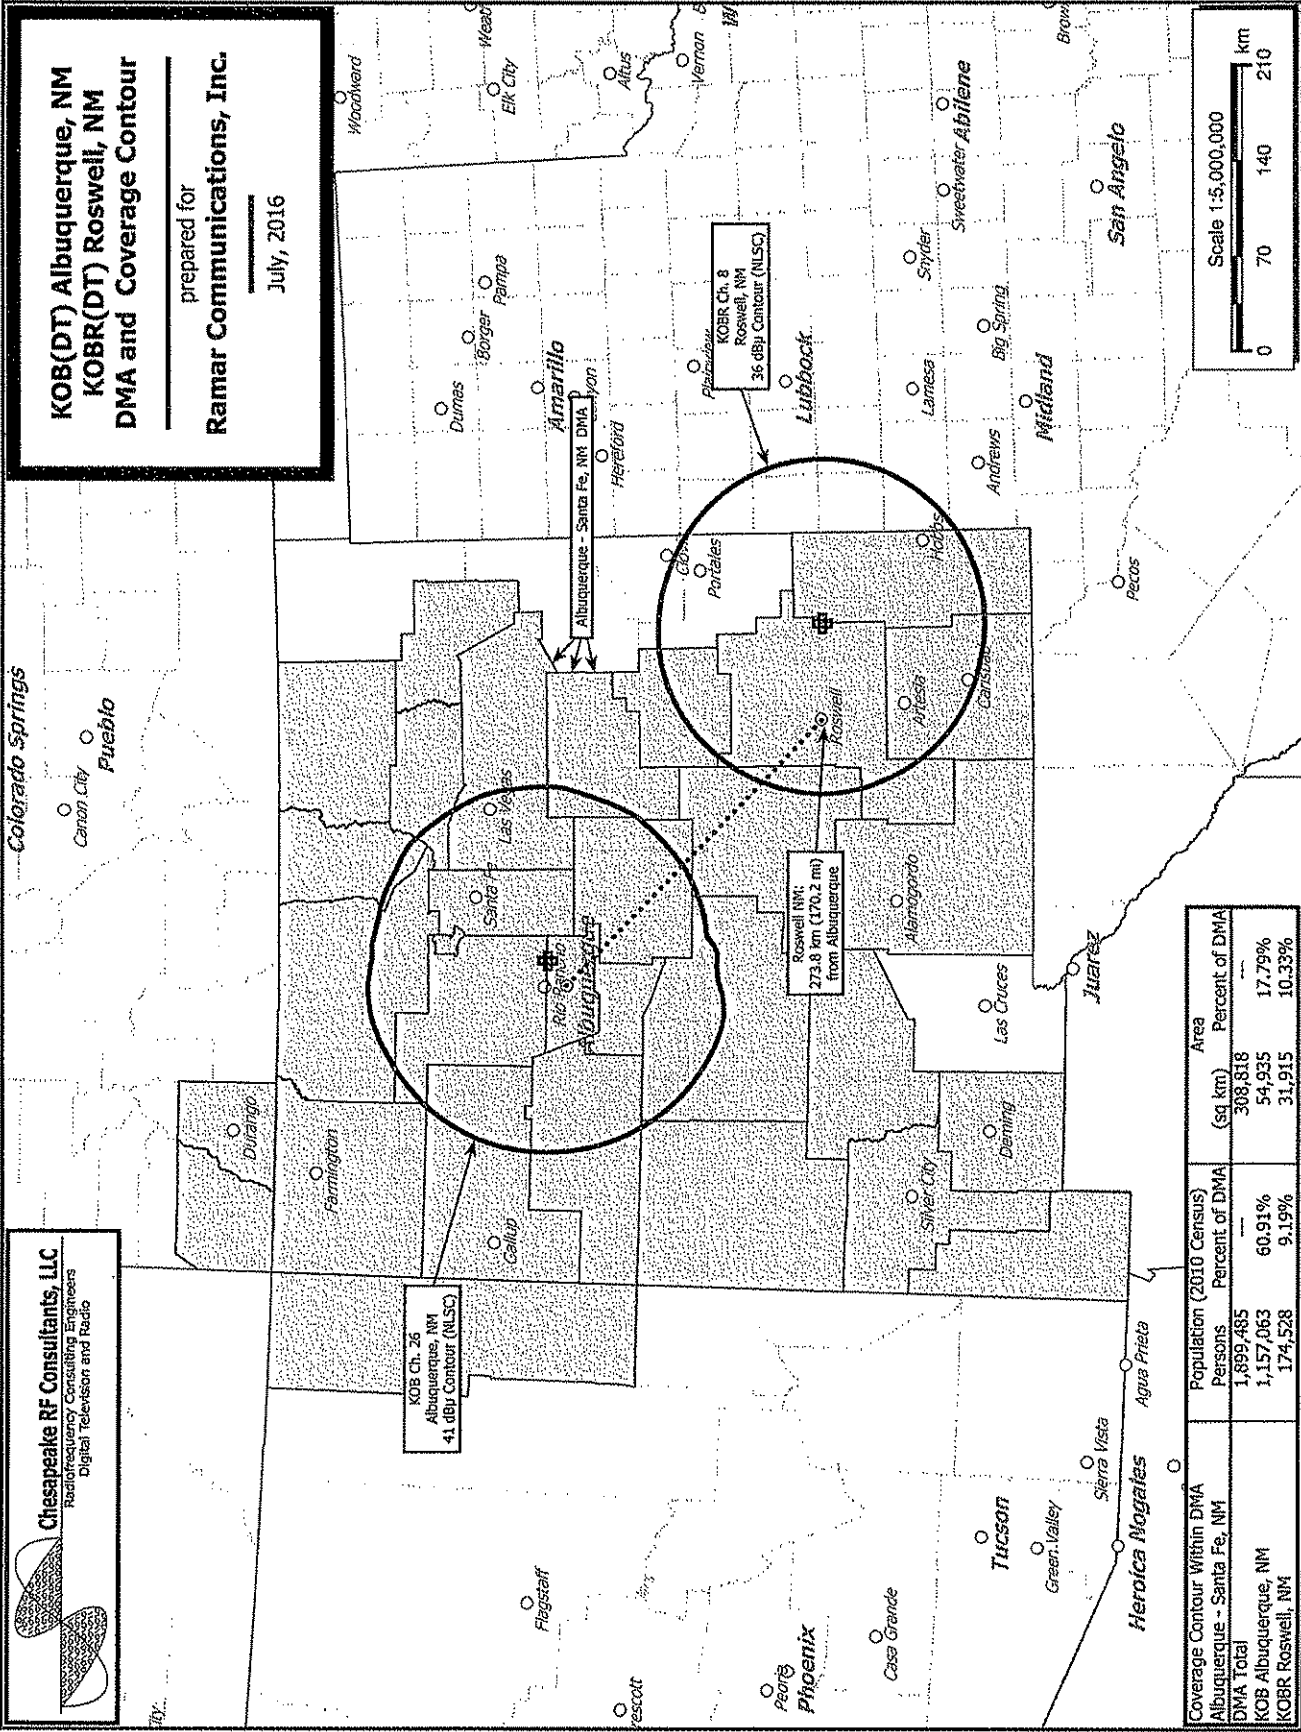 Chesapeake RF Consultants, LLC
Radiofrequency Consulting Engineers
Digital Television and Radio
KOB(DT) Albuquerque, NM
KOBR(DT) Roswell, NM
DMA and Coverage Contour
prepared for
Ramar Communications, Inc.
July, 2016
Colorado Springs
Canon City
Pueblo
Woodward
Weat
Elk City
Altus
Vernon
Durango
Farmington
Dumas
Borger
Pampa
Amarillo
Hereford
Albuquerque - Santa Fe, NM DMA
KOB Ch. 26
Albuquerque, NM
41 dBµ Contour (NLSC)
Gallup
Santa Fe
Las Vegas
Rio Rancho
Albuquerque
Flagstaff
rescott
Portales
Plainview
KOBR Ch. 8
Roswell, NM
36 dBµ Contour (NLSC)
Lubbock
Peoria
Phoenix
Casa Grande
Roswell NM:
273.8 km (170.2 mi)
from Albuquerque
Roswell
Silver City
Alamogordo
Artesia
Hobbs
Carlsbad
Lamesa
Snyder
Sweetwater
Abilene
Tucson
Green Valley
Sierra Vista
Deming
Las Cruces
Andrews
Big Spring
Midland
San Angelo
Brow
Heroica Nogales
Agua Prieta
Juarez
Pecos
Scale 1:5,000,000
0 70 140 210 km
Coverage Contour Within DMA Population (2010 Census) Area
Albuquerque - Santa Fe, NM Persons Percent of DMA (sq km) Percent of DMA
DMA Total 1,899,485 --- 308,818 ---
KOB Albuquerque, NM 1,157,063 60.91% 54,935 17.79%
KOBR Roswell, NM 174,528 9.19% 31,915 10.33%